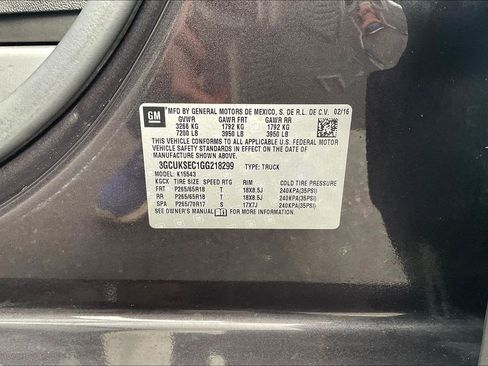 GM
MFD BY GENERAL MOTORS DE MEXICO, S. DE R.L. DE C.V. 02/16
GVWR GAWR FRT GAWR RR
3266 KG 1792 KG 1792 KG
7200 LB 3950 LB 3950 LB
THIS VEHICLE CONFORMS TO ALL APPLICABLE U.S. FEDERAL MOTOR
VEHICLE SAFETY STANDARDS IN EFFECT ON THE DATE OF
MANUFACTURE SHOWN ABOVE.
3GCUKSEC1GG218299 TYPE: TRUCK
MODEL: K15543
KGCX TIRE SIZE SPEED RTG RIM COLD TIRE PRESSURE
FRT P265/65R18 T 18X8.5J 240KPA(35PSI)
RR P265/65R18 T 18X8.5J 240KPA(35PSI)
SPA P265/70R17 S 17X7J 240KPA(35PSI)
SEE OWNER'S MANUAL FOR MORE INFORMATION.